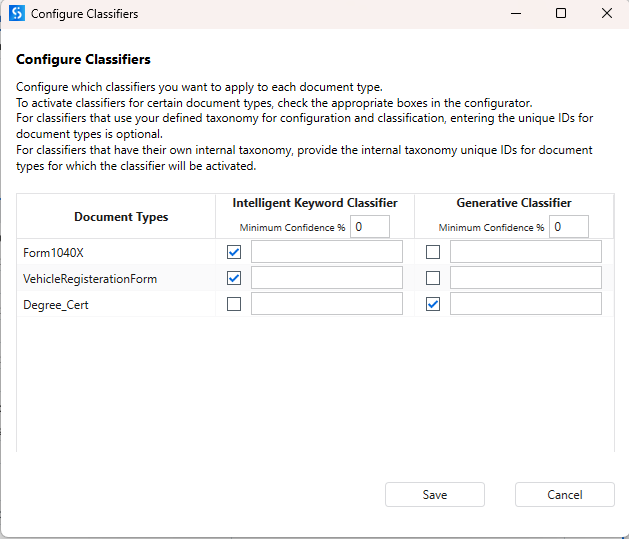 Configure Classifiers
Configure Classifiers
Configure which classifiers you want to apply to each document type.
To activate classifiers for certain document types, check the appropriate boxes in the configurator.
For classifiers that use your defined taxonomy for configuration and classification, entering the unique IDs for
document types is optional.
For classifiers that have their own internal taxonomy, provide the internal taxonomy unique IDs for document
types for which the classifier will be activated.
Document Types
Intelligent Keyword Classifier
Minimum Confidence % 0
Generative Classifier
Minimum Confidence % 0
Form1040X
VehicleRegisterationForm
Degree_Cert
Save
Cancel